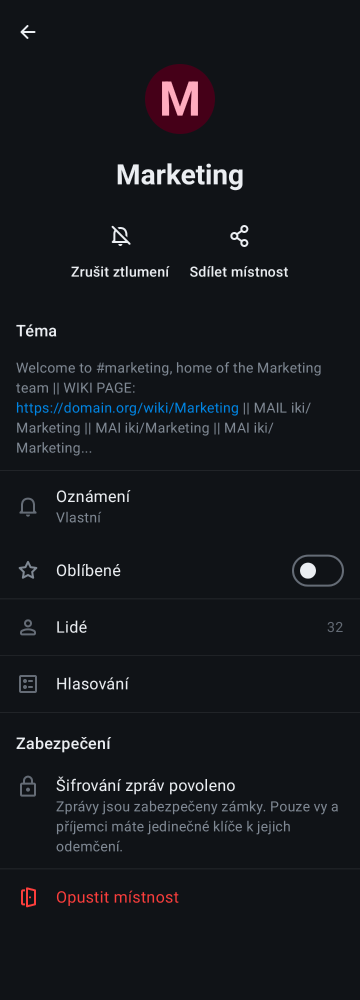 M
Marketing
Zrušit ztlumení
Sdílet místnost
Téma
Welcome to #marketing, home of the Marketing
team || WIKI PAGE:
https://domain.org/wiki/Marketing || MAIL iki/
Marketing || MAI iki/Marketing || MAI iki/
Marketing...
Oznámení
Vlastní
Oblíbené
Lidé 32
Hlasování
Zabezpečení
Šifrování zpráv povoleno
Zprávy jsou zabezpečeny zámky. Pouze vy a
příjemci máte jedinečné klíče k jejich
odemčení.
Opustit místnost